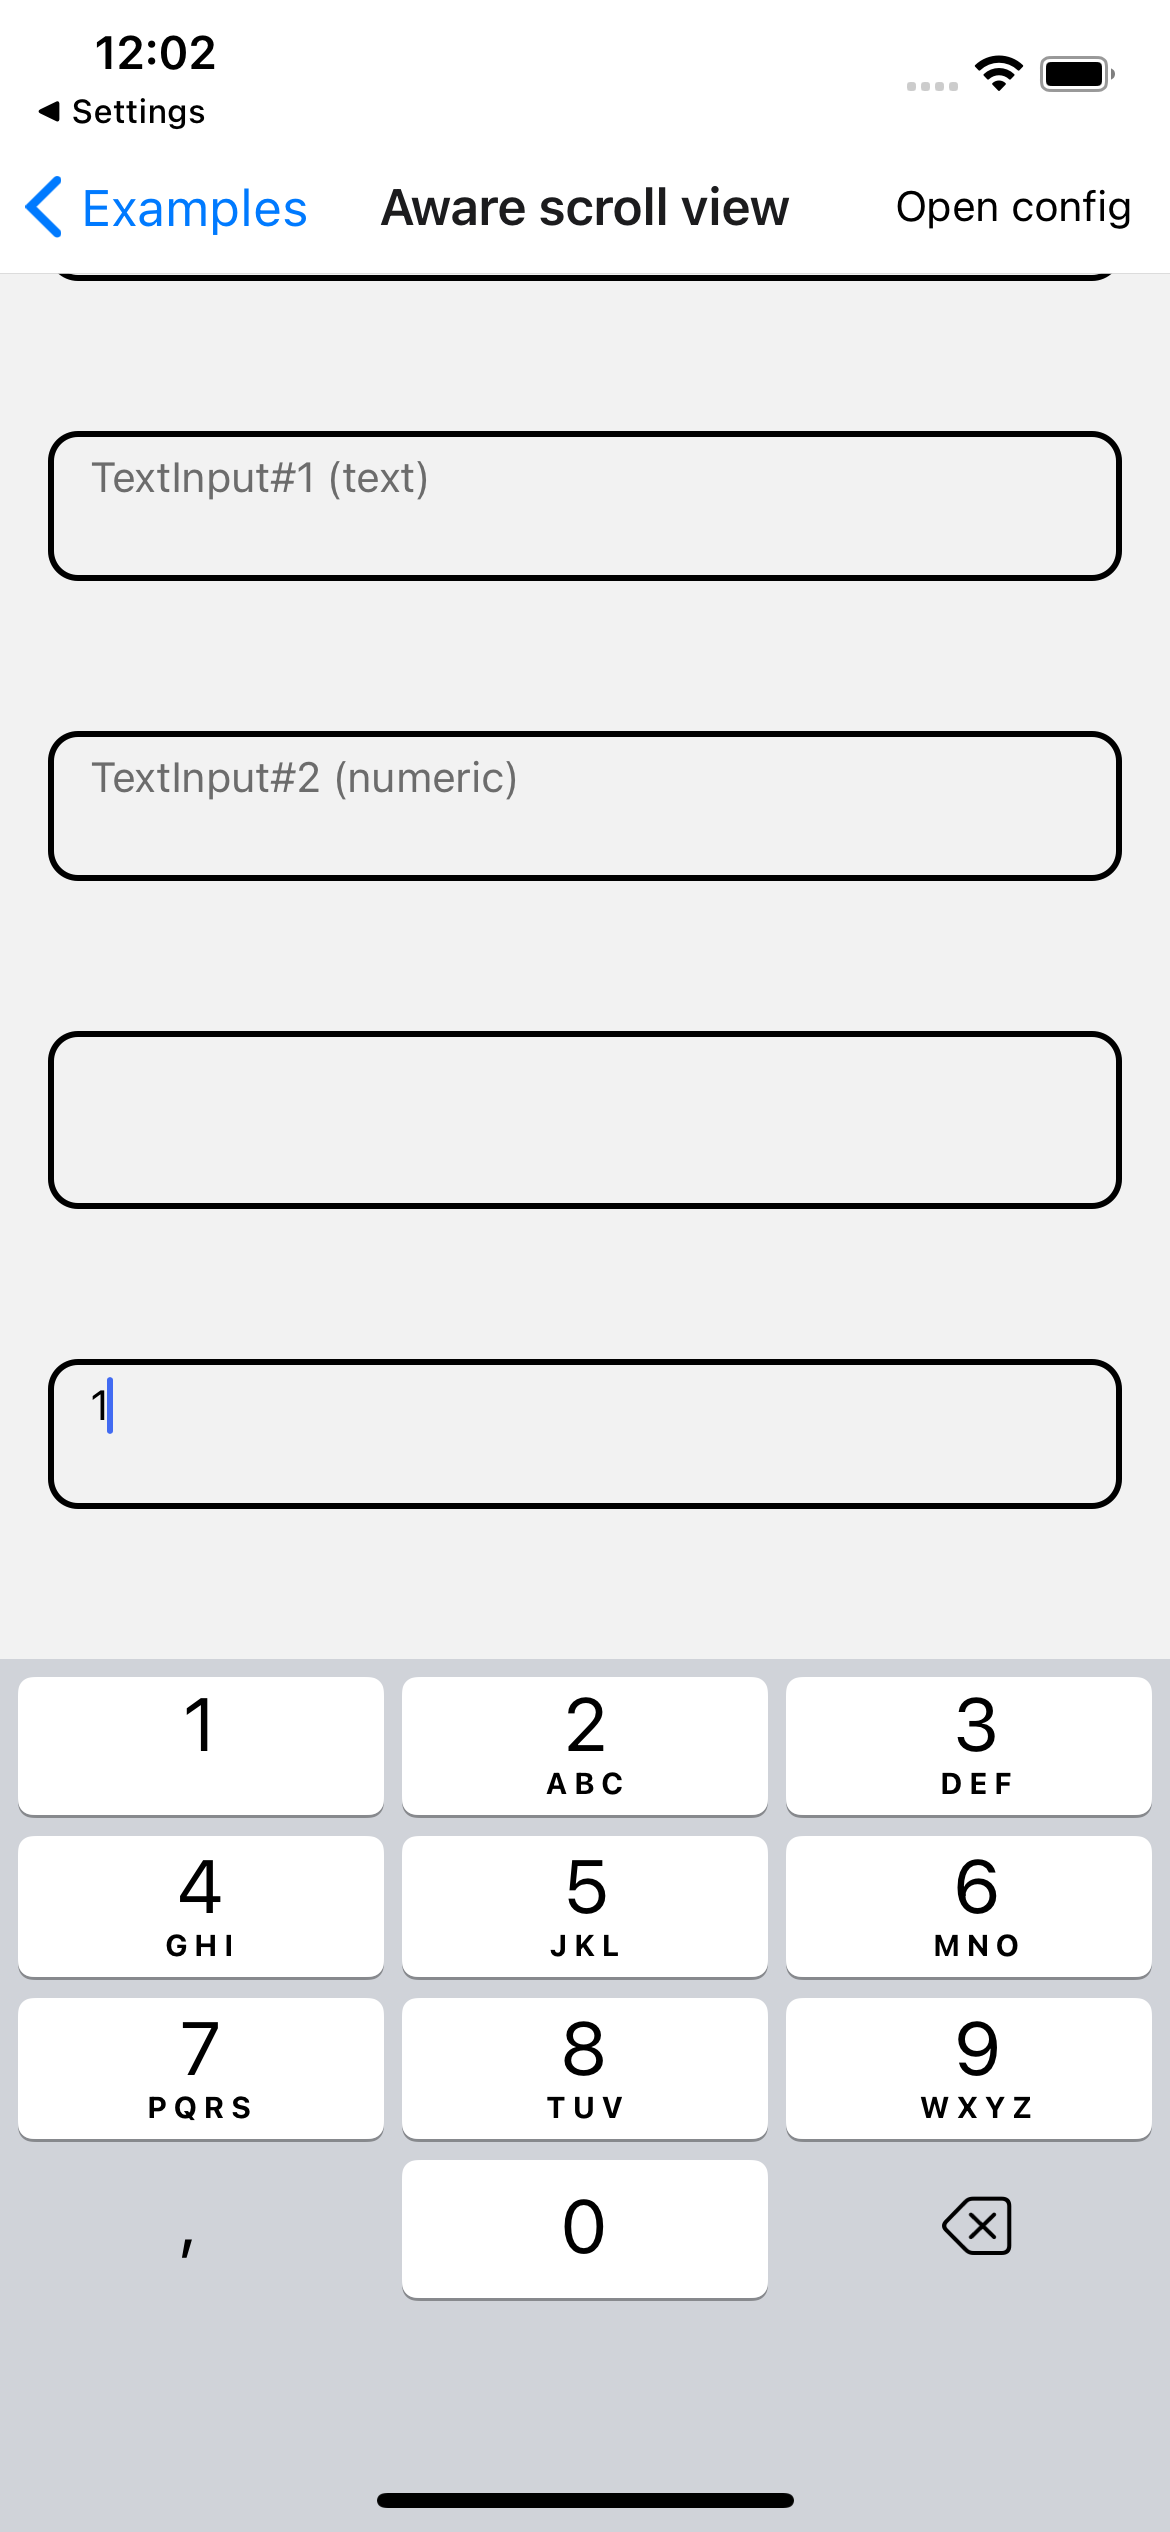 12:02
◀ Settings
Examples
Aware scroll view
Open config
TextInput#1 (text)
TextInput#2 (numeric)
1
1
2
3
ABC
DEF
4
5
6
GHI
JKL
MNO
7
8
9
PQRS
TUV
WXYZ
,
0